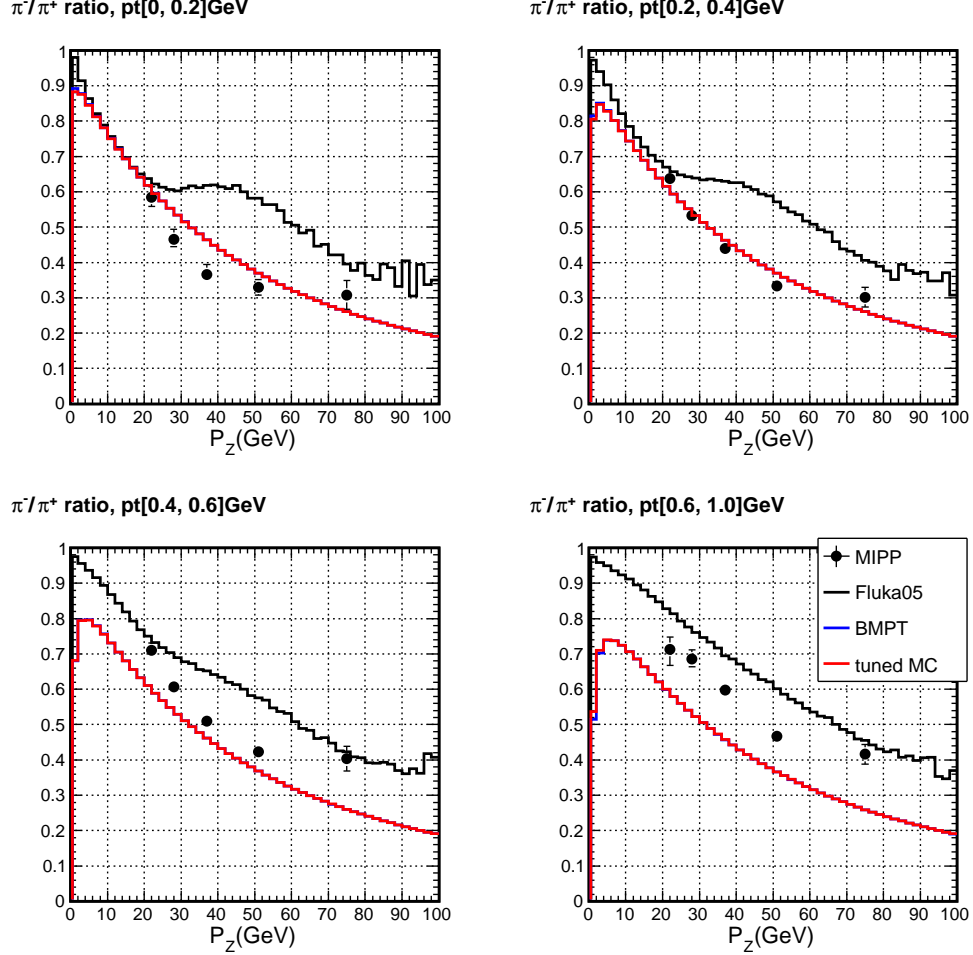 π⁻/π⁺ ratio, pt[0, 0.2]GeV
1
0.9
0.8
0.7
0.6
0.5
0.4
0.3
0.2
0.1
0
0 10 20 30 40 50 60 70 80 90 100
P_Z(GeV)
π⁻/π⁺ ratio, pt[0.2, 0.4]GeV
1
0.9
0.8
0.7
0.6
0.5
0.4
0.3
0.2
0.1
0
0 10 20 30 40 50 60 70 80 90 100
P_Z(GeV)
π⁻/π⁺ ratio, pt[0.4, 0.6]GeV
1
0.9
0.8
0.7
0.6
0.5
0.4
0.3
0.2
0.1
0
0 10 20 30 40 50 60 70 80 90 100
P_Z(GeV)
π⁻/π⁺ ratio, pt[0.6, 1.0]GeV
1
0.9
0.8
0.7
0.6
0.5
0.4
0.3
0.2
0.1
0
0 10 20 30 40 50 60 70 80 90 100
P_Z(GeV)
MIPP
Fluka05
BMPT
tuned MC